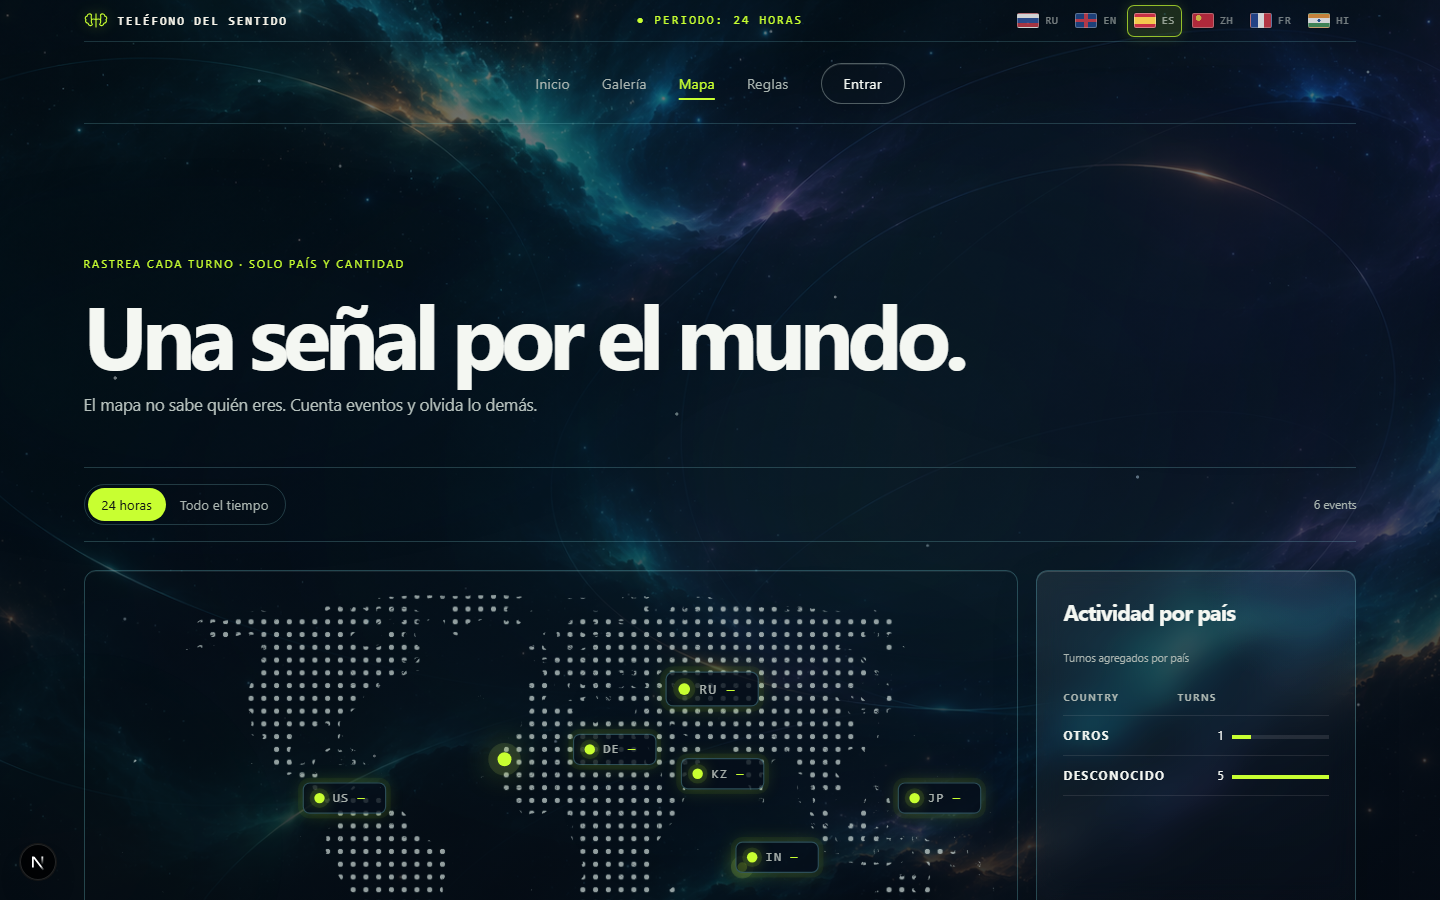 TELÉFONO DEL SENTIDO
PERIODO: 24 HORAS
RU EN ES ZH FR HI
Inicio Galería Mapa Reglas Entrar
RASTREA CADA TURNO · SOLO PAÍS Y CANTIDAD
Una señal por el mundo.
El mapa no sabe quién eres. Cuenta eventos y olvida lo demás.
24 horas Todo el tiempo
6 events
RU –
DE –
KZ –
US –
JP –
IN –
Actividad por país
Turnos agregados por país
COUNTRY TURNS
OTROS 1
DESCONOCIDO 5
N